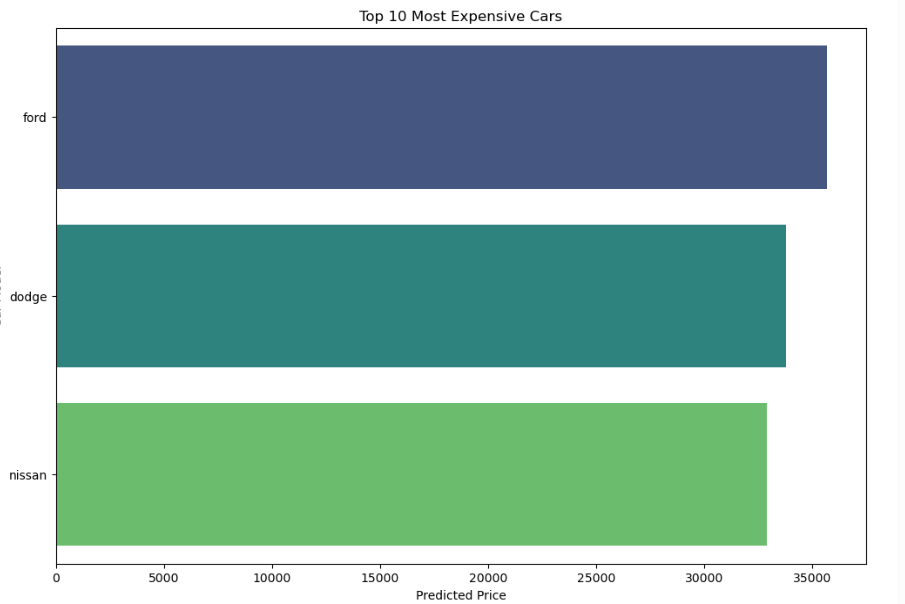 Top 10 Most Expensive Cars
ford
dodge
nissan
0 5000 10000 15000 20000 25000 30000 35000
Predicted Price